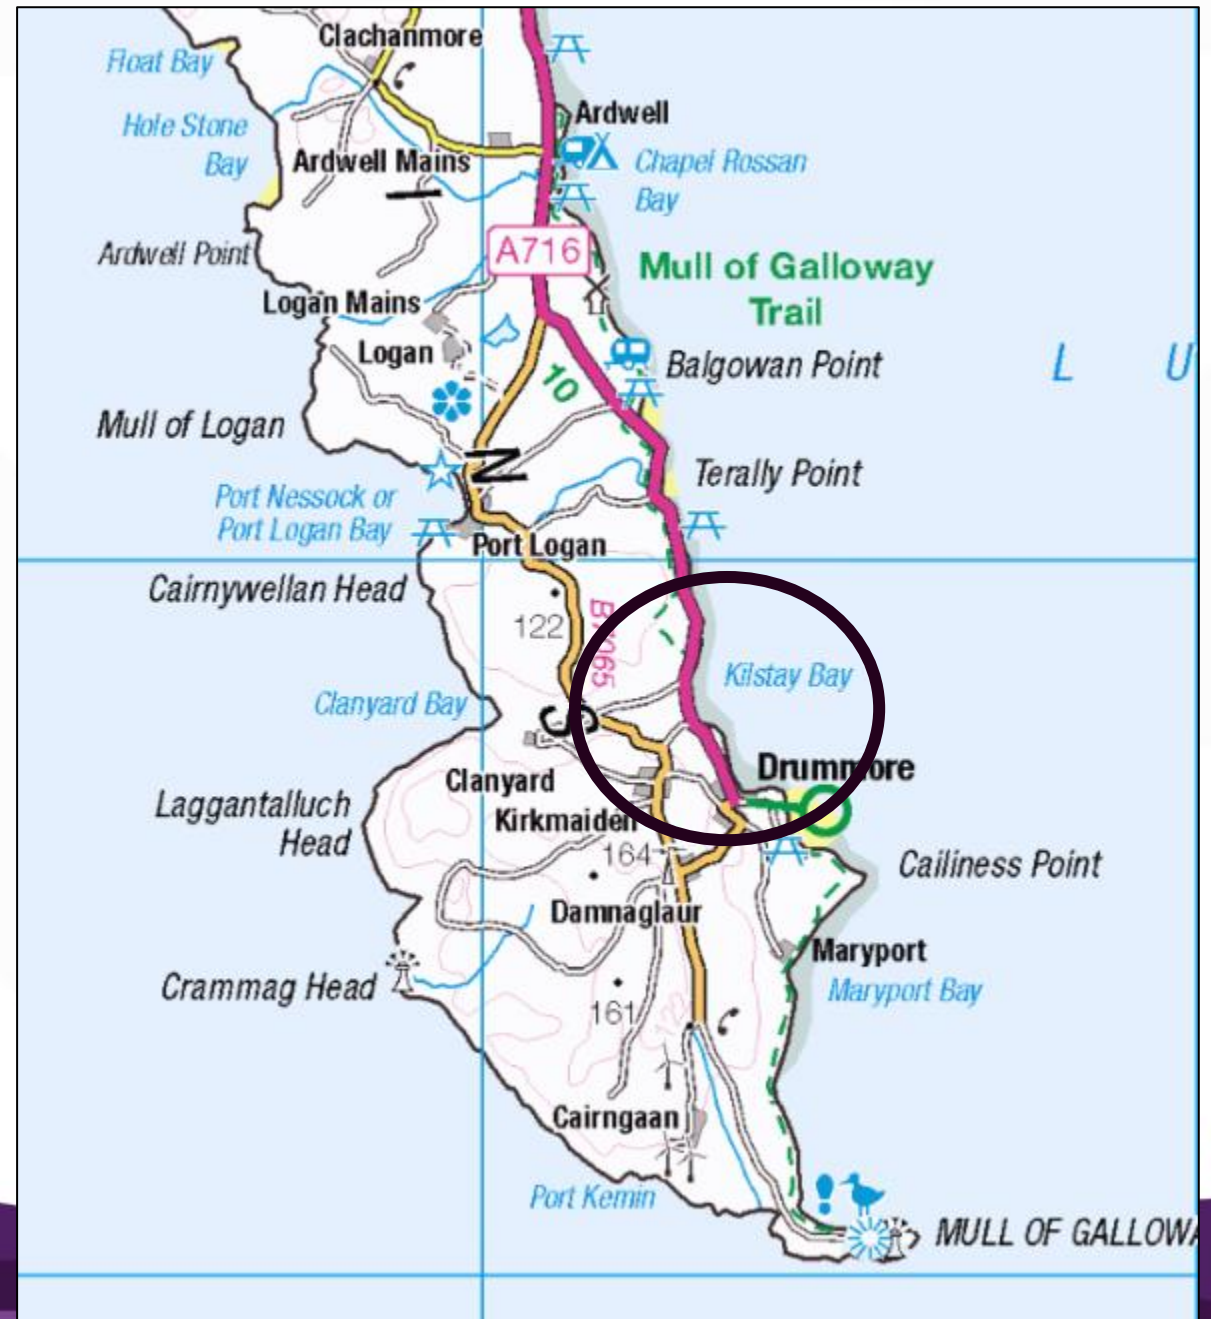 Clachanmore
Float Bay
Ardwell
Hole Stone
Bay
Ardwell Mains
Chapel Rossan
Bay
Ardwell Point
A716
Mull of Galloway
Trail
Logan Mains
Logan
10
Balgowan Point
L U
Mull of Logan
N
Terally Point
Port Nessock or
Port Logan Bay
Port Logan
Cairnywellan Head
122
B7065
Kilstay Bay
Clanyard Bay
Drummore
Clanyard
Laggantalluch
Head
Kirkmaiden
164
Cailiness Point
Damnaglaur
Maryport
Crammag Head
Maryport Bay
161
Cairngaan
Port Kemin
MULL OF GALLOWA